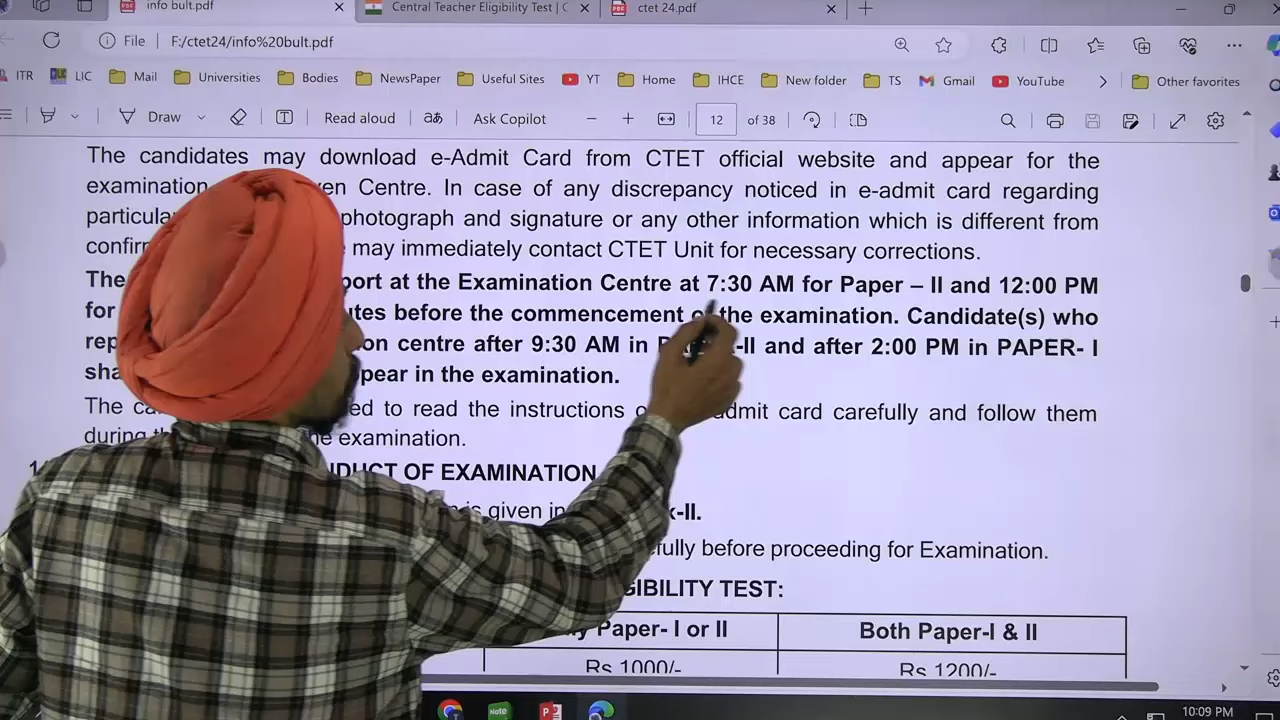 info bult.pdf
Central Teacher Eligibility Test | C
ctet 24.pdf
File
F:/ctet24/info%20bult.pdf
ITR
LIC
Mail
Universities
Bodies
NewsPaper
Useful Sites
YT
Home
IHCE
New folder
TS
Gmail
YouTube
Other favorites
Draw
Read aloud
Ask Copilot
12 of 38
The candidates may download e-Admit Card from CTET official website and appear for the
examination ven Centre. In case of any discrepancy noticed in e-admit card regarding
particula photograph and signature or any other information which is different from
confirm may immediately contact CTET Unit for necessary corrections.
The port at the Examination Centre at 7:30 AM for Paper – II and 12:00 PM
for utes before the commencement of the examination. Candidate(s) who
rep on centre after 9:30 AM in -II and after 2:00 PM in PAPER- I
sha pear in the examination.
The ca ed to read the instructions admit card carefully and follow them
during the examination.
NDUCT OF EXAMINATION
is given in x-II.
efully before proceeding for Examination.
GIBILITY TEST:
Paper- I or II
Both Paper-I & II
Rs 1000/-
Rs 1200/-
Note
10:09 PM